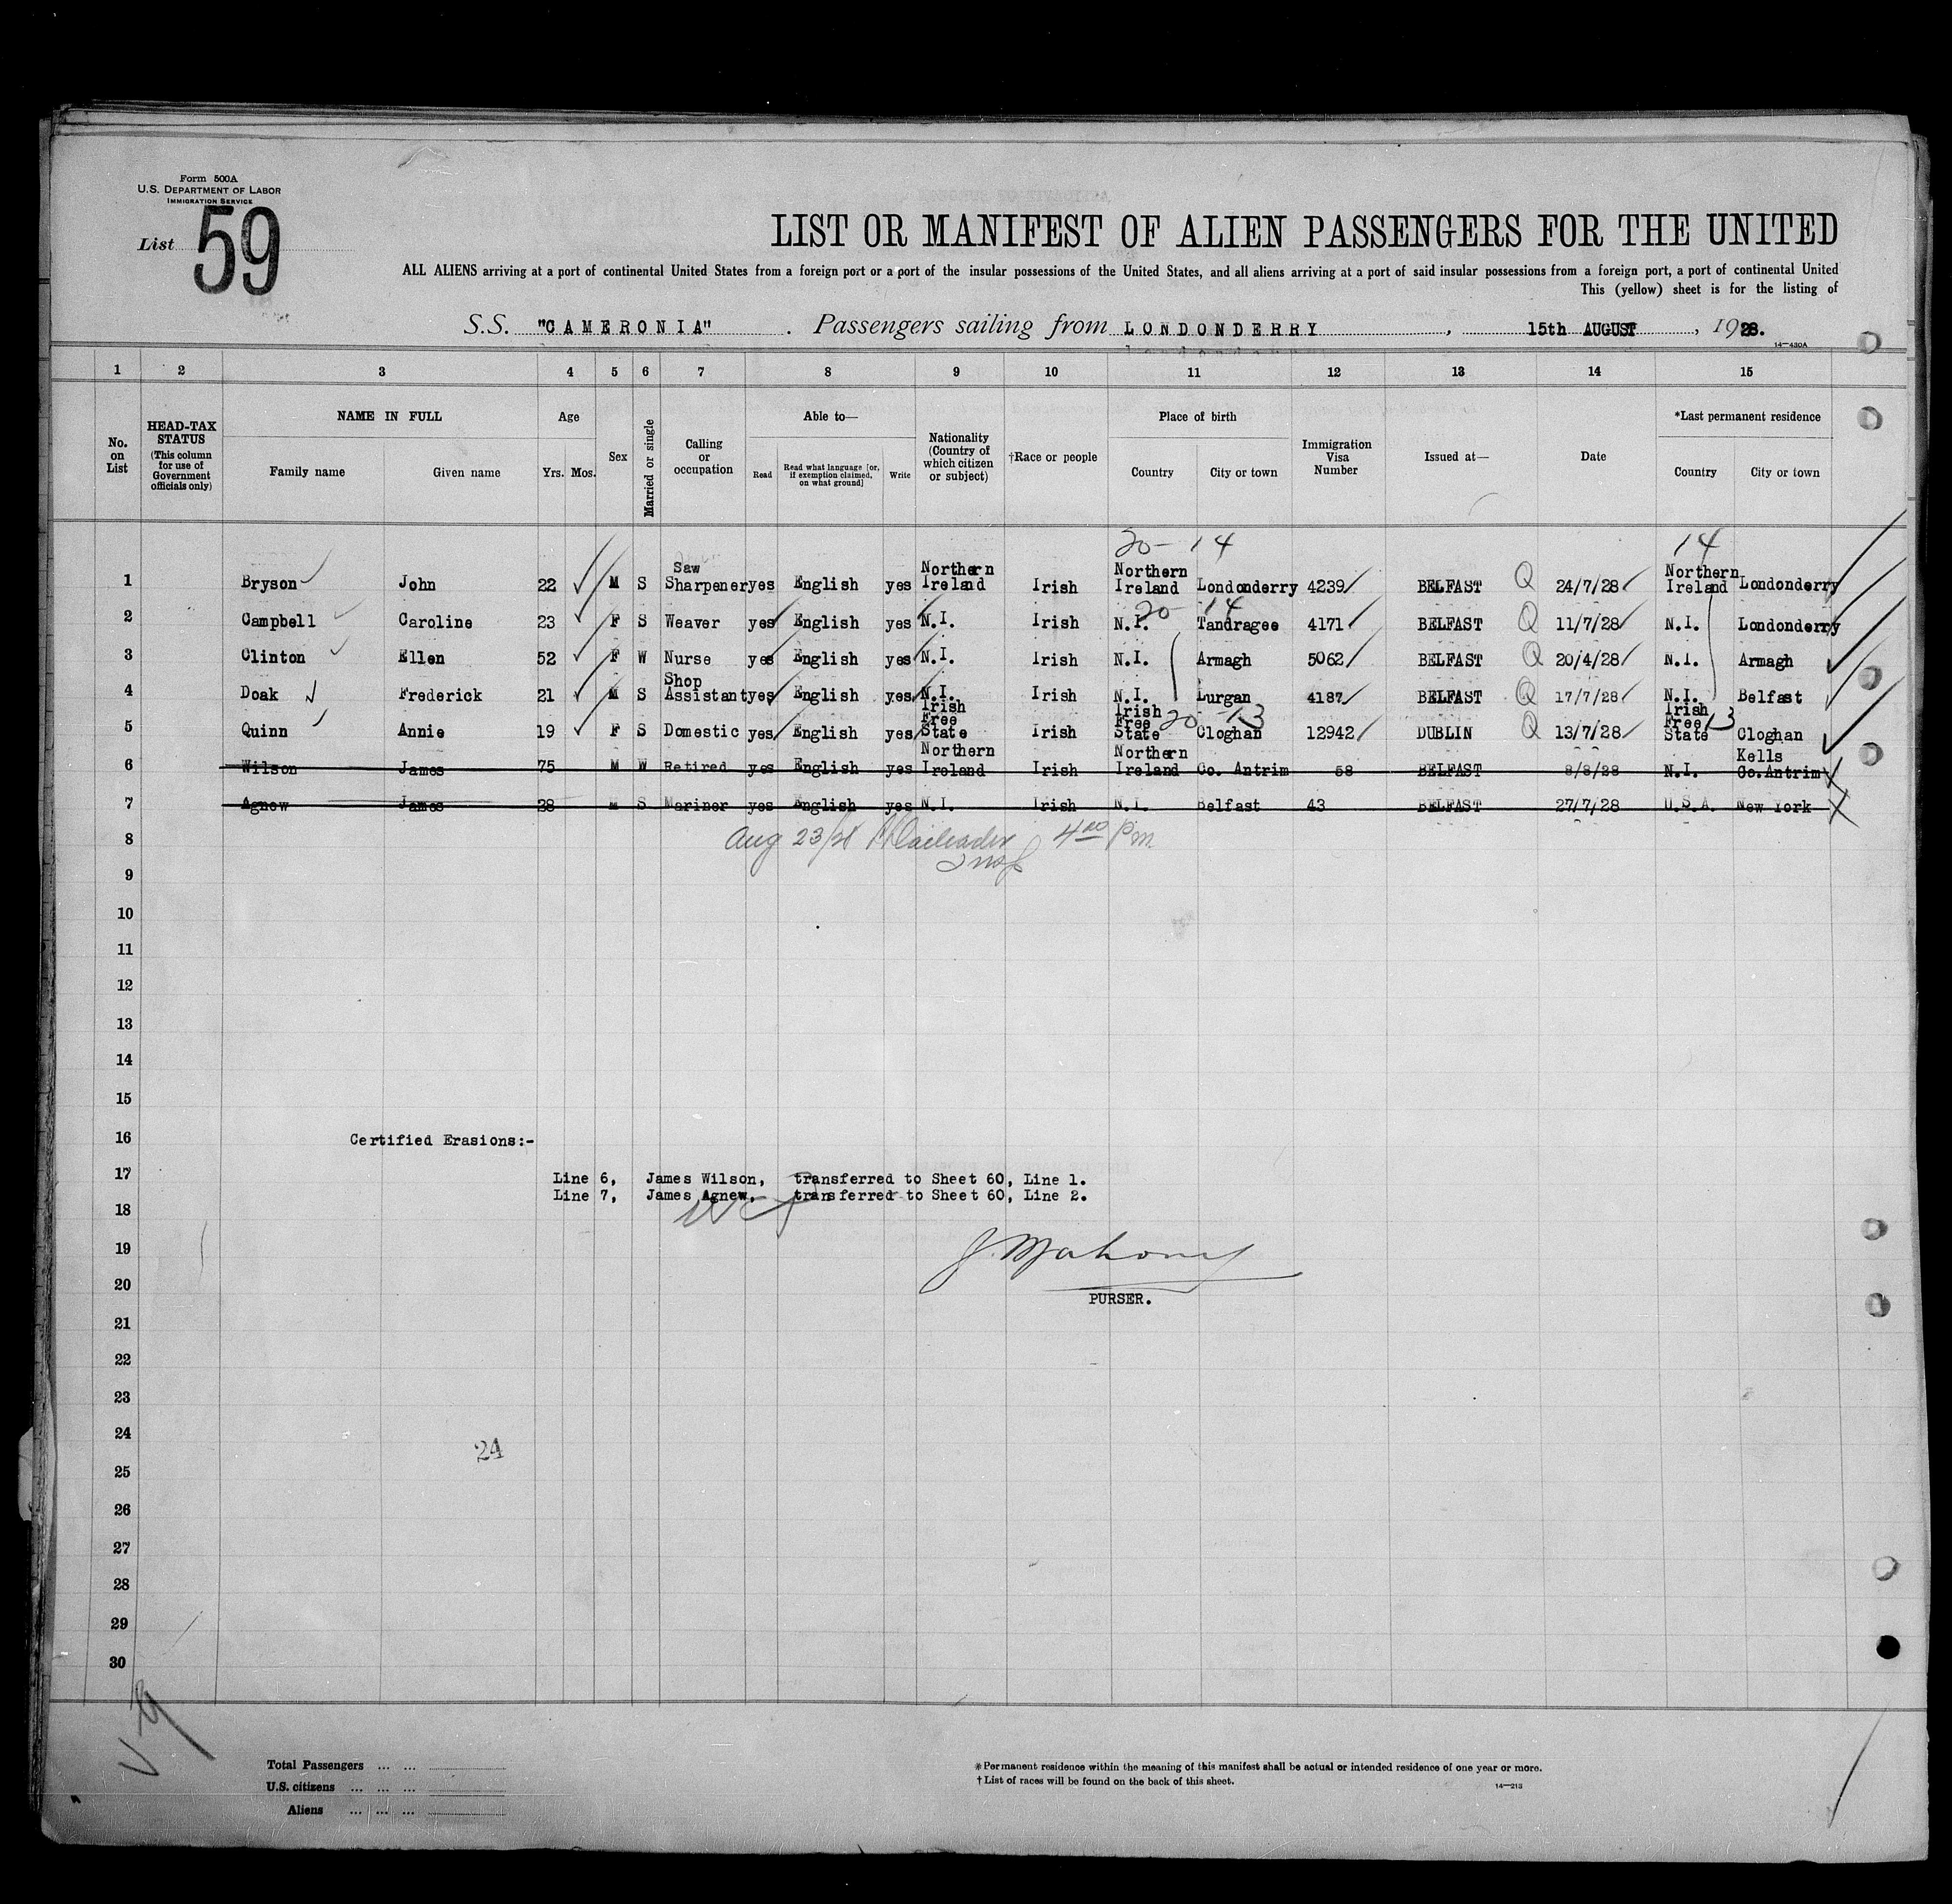 Form 500A
U.S. DEPARTMENT OF LABOR
IMMIGRATION SERVICE
List 59
LIST OR MANIFEST OF ALIEN PASSENGERS FOR THE UNITED
ALL ALIENS arriving at a port of continental United States from a foreign port or a port of the insular possessions of the United States, and all aliens arriving at a port of said insular possessions from a foreign port, a port of continental United
This (yellow) sheet is for the listing of
S.S. "CAMERONIA" . Passengers sailing from LONDONDERRY , 15th AUGUST , 1928.
14—430A
1 2 3 4 5 6 7 8 9 10 11 12 13 14 15
No. on List
HEAD-TAX STATUS (This column for use of Government officials only)
NAME IN FULL
Family name Given name
Age
Yrs. Mos.
Sex
Married or single
Calling or occupation
Able to—
Read
Read what language [or, if exemption claimed, on what ground]
Write
Nationality (Country of which citizen or subject)
†Race or people
Place of birth
Country City or town
Immigration Visa Number
Issued at—
Date
*Last permanent residence
Country City or town
20 - 14 14
1 Bryson John 22 M S Saw Sharpener yes English yes Northern Ireland Irish Northern Ireland Londonderry 4239 BELFAST Q 24/7/28 Northern Ireland Londonderry
20 14
2 Campbell Caroline 23 F S Weaver yes English yes N.I. Irish N.I. Tandragee 4171 BELFAST Q 11/7/28 N.I. Londonderry
3 Clinton Ellen 52 F W Nurse yes English yes N.I. Irish N.I. Armagh 5062 BELFAST Q 20/4/28 N.I. Armagh
4 Doak Frederick 21 M S Shop Assistant yes English yes N.I. Irish N.I. Lurgan 4187 BELFAST Q 17/7/28 N.I. Belfast
20 - 13 13
5 Quinn Annie 19 F S Domestic yes English yes Irish Free State Irish Irish Free State Cloghan 12942 DUBLIN Q 13/7/28 Irish Free State Cloghan
6 Wilson James 75 M W Retired yes English yes Northern Ireland Irish Northern Ireland Co. Antrim 58 BELFAST 8/8/28 N.I. Kells Co.Antrim
7 Agnew James 28 M S Mariner yes English yes N.I. Irish N.I. Belfast 43 BELFAST 27/7/28 U.S.A. New York
8 Aug 23/28 4 00 Pm
Insp
9
10
11
12
13
14
15
16 Certified Erasions:-
17 Line 6, James Wilson, transferred to Sheet 60, Line 1.
Line 7, James Agnew, transferred to Sheet 60, Line 2.
18
19 J. Mahony
20 PURSER.
21
22
23
24 24
25
26
27
28
29
30
Total Passengers ... ...
U.S. citizens ... ... ...
Aliens ... ... ...
*Permanent residence within the meaning of this manifest shall be actual or intended residence of one year or more.
†List of races will be found on the back of this sheet.
14—213